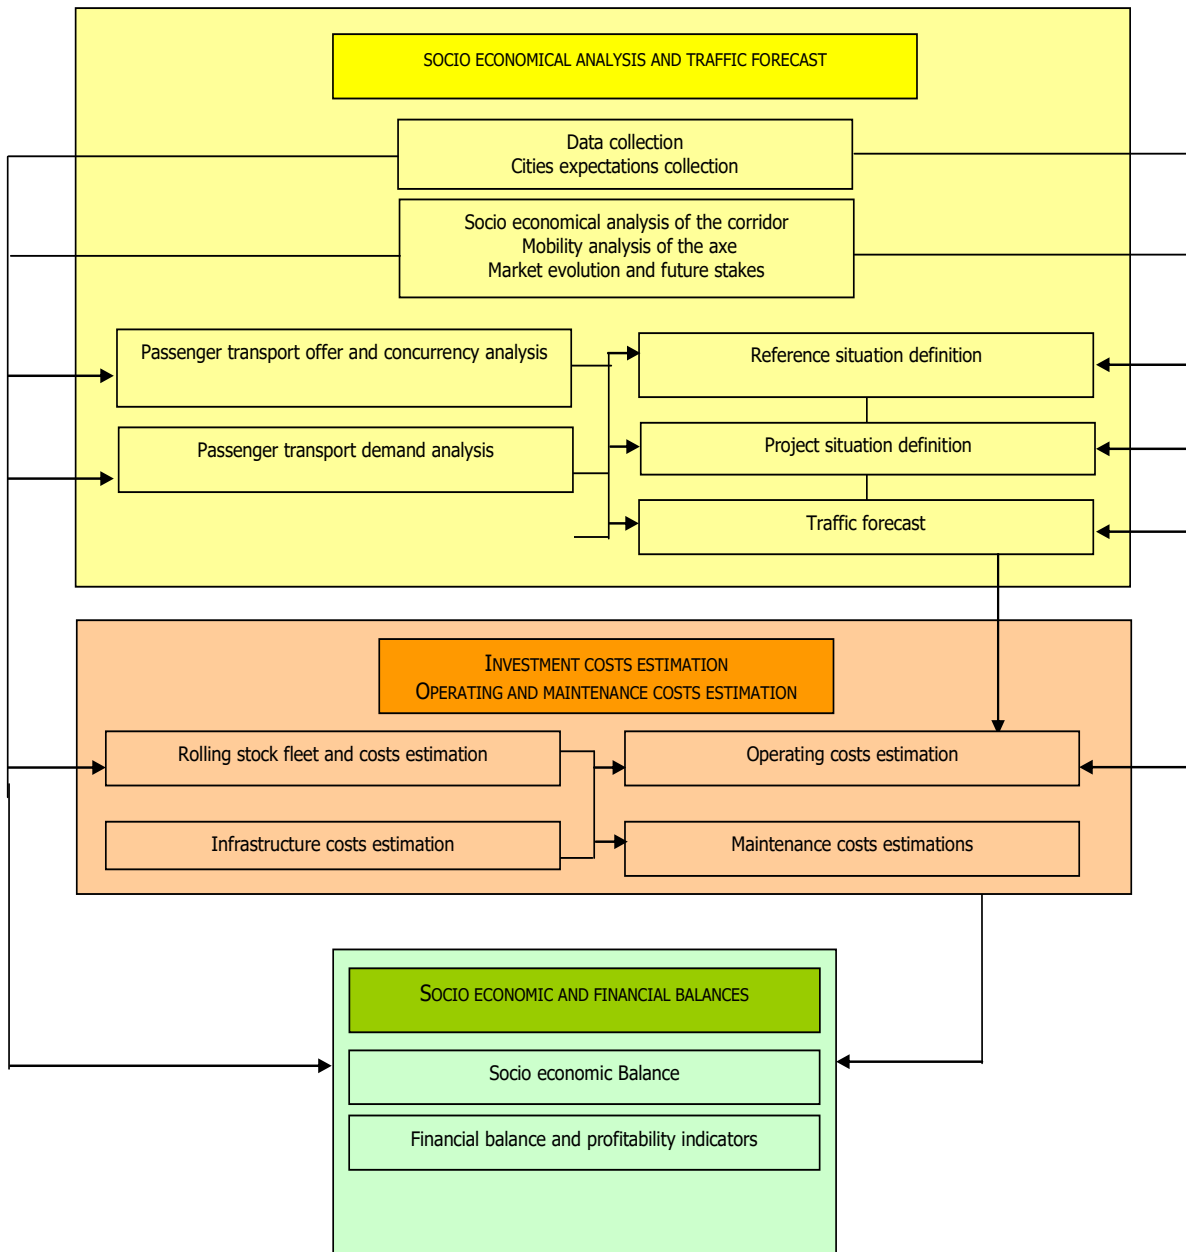 SOCIO ECONOMICAL ANALYSIS AND TRAFFIC FORECAST
Data collection
Cities expectations collection
Socio economical analysis of the corridor
Mobility analysis of the axe
Market evolution and future stakes
Passenger transport offer and concurrency analysis
Reference situation definition
Passenger transport demand analysis
Project situation definition
Traffic forecast
INVESTMENT COSTS ESTIMATION
OPERATING AND MAINTENANCE COSTS ESTIMATION
Rolling stock fleet and costs estimation
Operating costs estimation
Infrastructure costs estimation
Maintenance costs estimations
SOCIO ECONOMIC AND FINANCIAL BALANCES
Socio economic Balance
Financial balance and profitability indicators